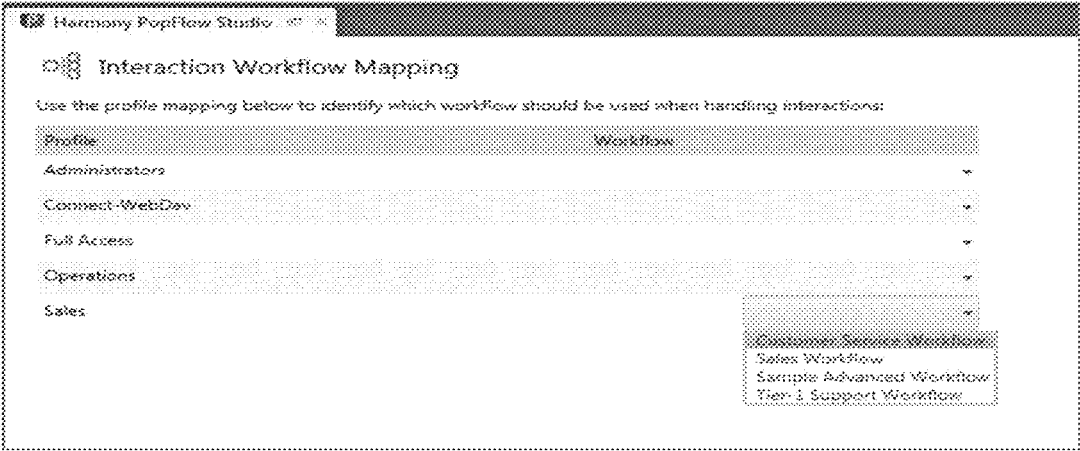 Harmony PopFlow Studio
Interaction Workflow Mapping
Use the profile mapping below to identify which workflow should be used when handling interactions:
Profile Workflow
Administrators
Connect-WebDev
Full Access
Operations
Sales
Customer Service Workflow
Sales Workflow
Sample Advanced Workflow
Tier-1 Support Workflow